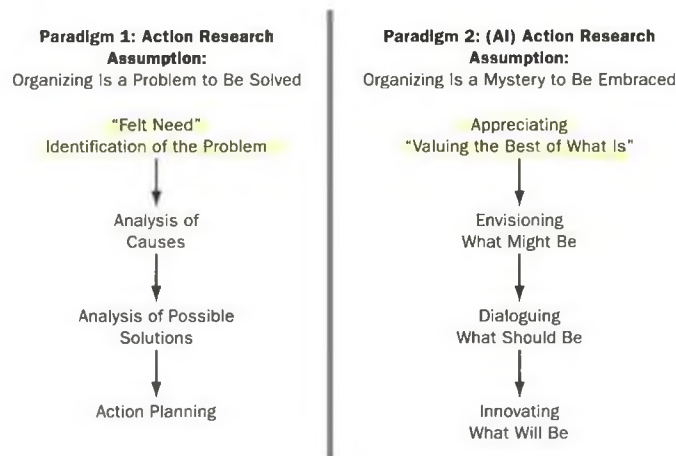 Paradigm 1: Action Research
Assumption:
Organizing Is a Problem to Be Solved
"Felt Need"
Identification of the Problem
Analysis of
Causes
Analysis of Possible
Solutions
Action Planning
Paradigm 2: (AI) Action Research
Assumption:
Organizing Is a Mystery to Be Embraced
Appreciating
"Valuing the Best of What Is"
Envisioning
What Might Be
Dialoguing
What Should Be
Innovating
What Will Be